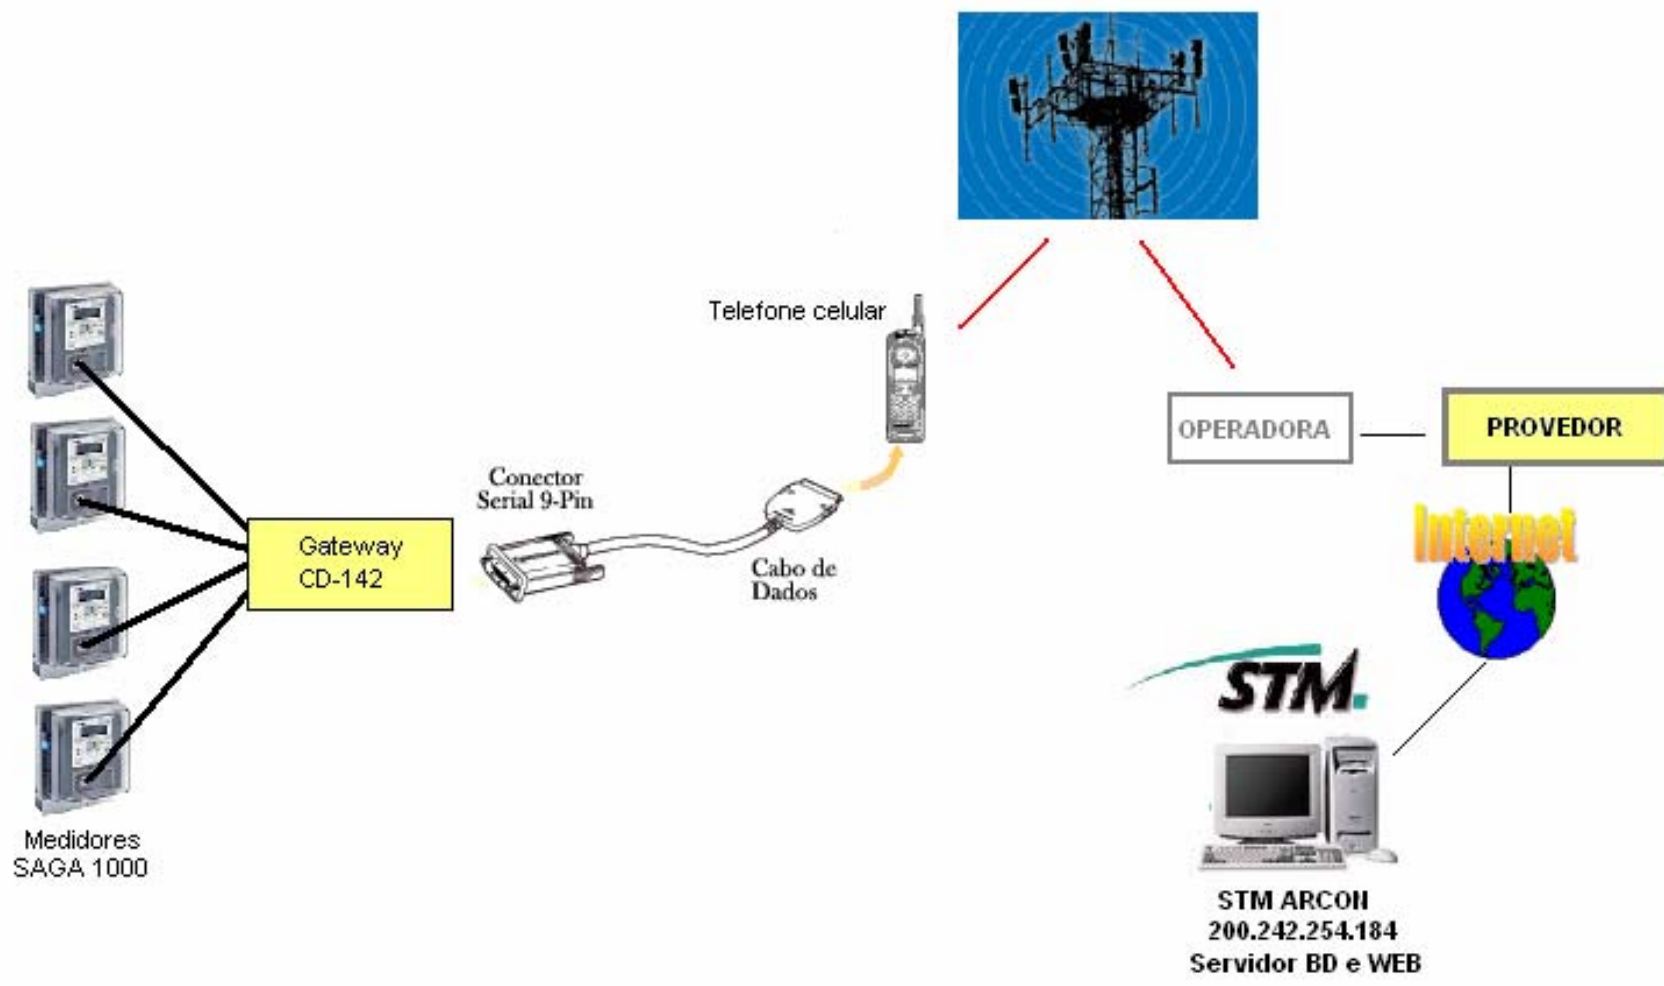 Telefone celular
OPERADORA
PROVEDOR
Conector
Serial 9-Pin
Internet
Gateway
CD-142
Cabo de
Dados
STM.
Medidores
SAGA 1000
STM ARCON
200.242.254.184
Servidor BD e WEB